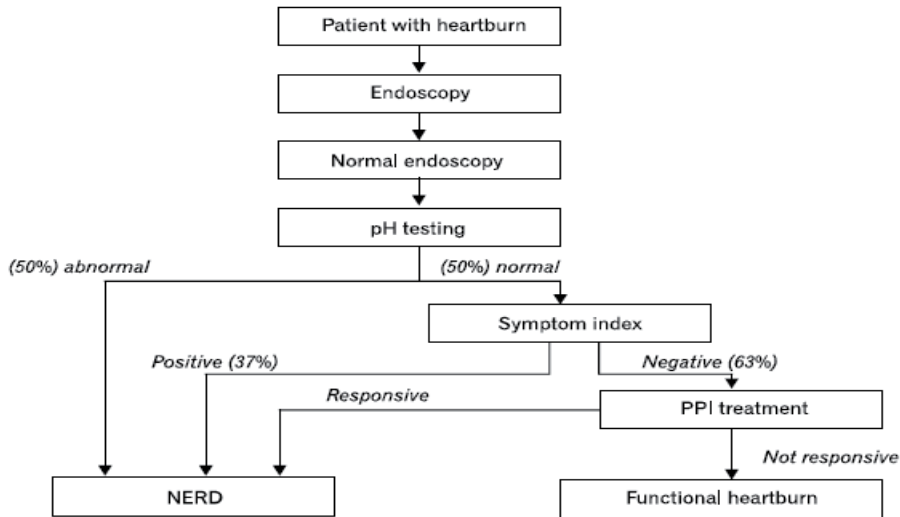 Patient with heartburn
Endoscopy
Normal endoscopy
pH testing
(50%) abnormal
(50%) normal
Symptom index
Positive (37%)
Negative (63%)
Responsive
PPI treatment
Not responsive
NERD
Functional heartburn